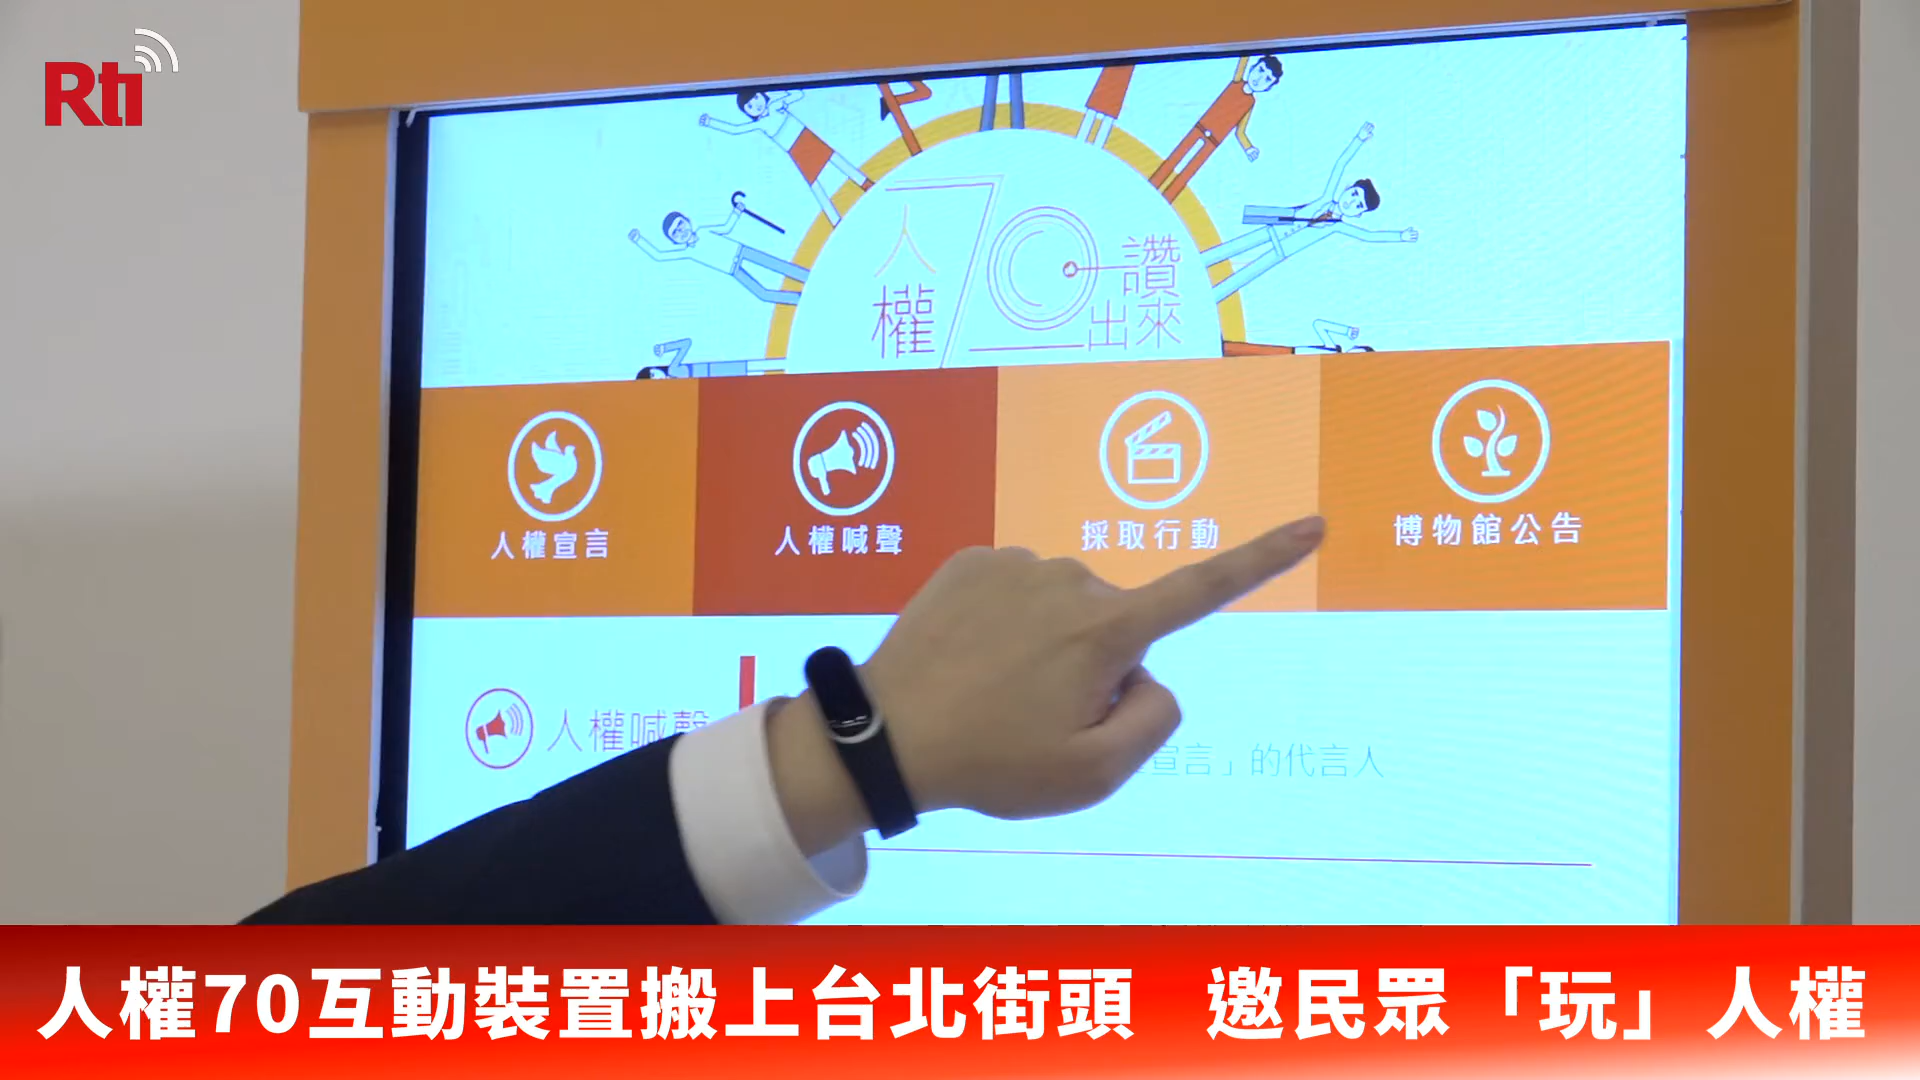 Rti
人權70讚出來
人權宣言
人權喊聲
採取行動
博物館公告
人權喊聲
宣言」的代言人
人權70互動裝置搬上台北街頭 邀民眾「玩」人權